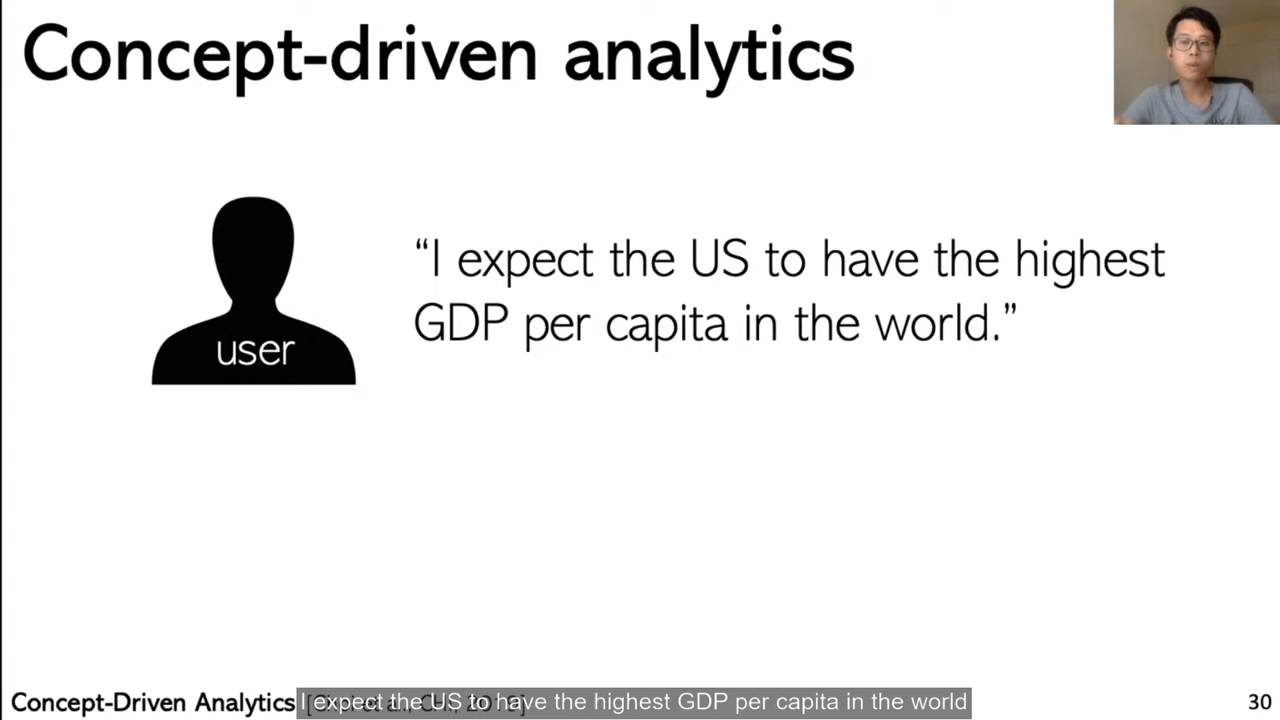 Concept-driven analytics
“I expect the US to have the highest
GDP per capita in the world.”
user
Concept-Driven Analytics
I expect the US to have the highest GDP per capita in the world
30